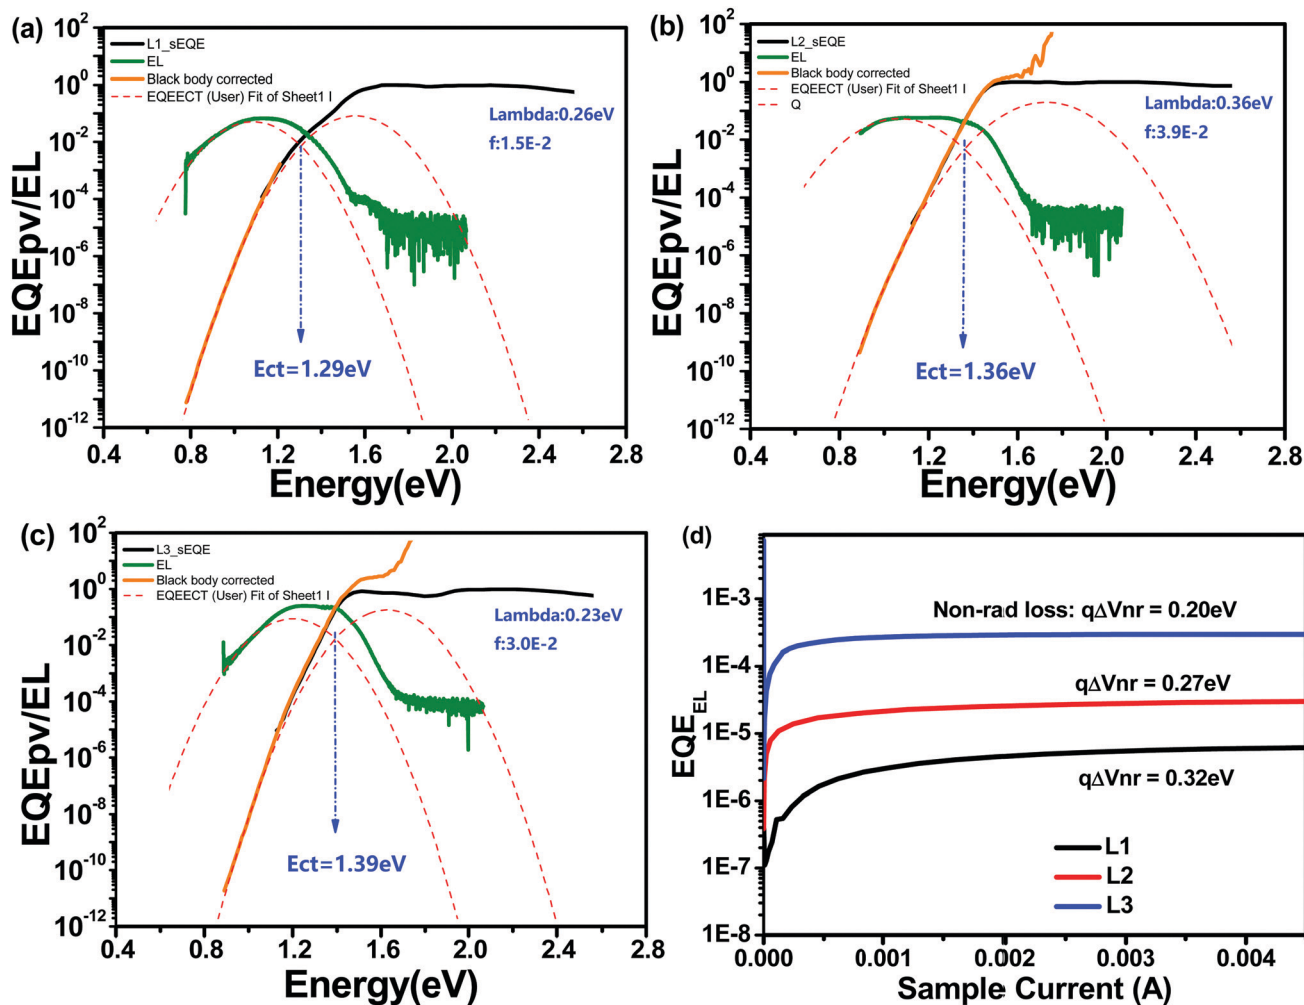 (a)
L1_sEQE
EL
Black body corrected
EQEECT (User) Fit of Sheet1 I
Lambda:0.26eV
f:1.5E-2
Ect=1.29eV
EQEpv/EL
10^2
10^0
10^-2
10^-4
10^-6
10^-8
10^-10
10^-12
0.4 0.8 1.2 1.6 2.0 2.4 2.8
Energy(eV)
(b)
L2_sEQE
EL
Black body corrected
EQEECT (User) Fit of Sheet1 I
Q
Lambda:0.36eV
f:3.9E-2
Ect=1.36eV
EQEpv/EL
10^2
10^0
10^-2
10^-4
10^-6
10^-8
10^-10
10^-12
0.4 0.8 1.2 1.6 2.0 2.4 2.8
Energy(eV)
(c)
L3_sEQE
EL
Black body corrected
EQEECT (User) Fit of Sheet1 I
Lambda:0.23eV
f:3.0E-2
Ect=1.39eV
EQEpv/EL
10^2
10^0
10^-2
10^-4
10^-6
10^-8
10^-10
10^-12
0.4 0.8 1.2 1.6 2.0 2.4 2.8
Energy(eV)
(d)
Non-rad loss: qΔVnr = 0.20eV
qΔVnr = 0.27eV
qΔVnr = 0.32eV
L1
L2
L3
EQE_EL
1E-3
1E-4
1E-5
1E-6
1E-7
1E-8
0.000 0.001 0.002 0.003 0.004
Sample Current (A)